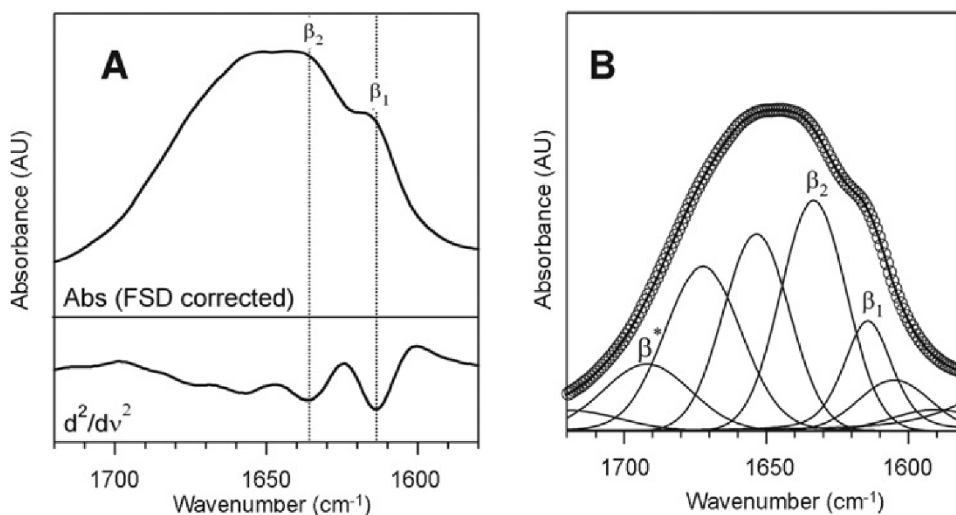 A
β₂
β₁
Absorbance (AU)
Abs (FSD corrected)
d²/dν²
1700
1650
1600
Wavenumber (cm⁻¹)
B
β₂
β₁
β*
Absorbance (AU)
1700
1650
1600
Wavenumber (cm⁻¹)